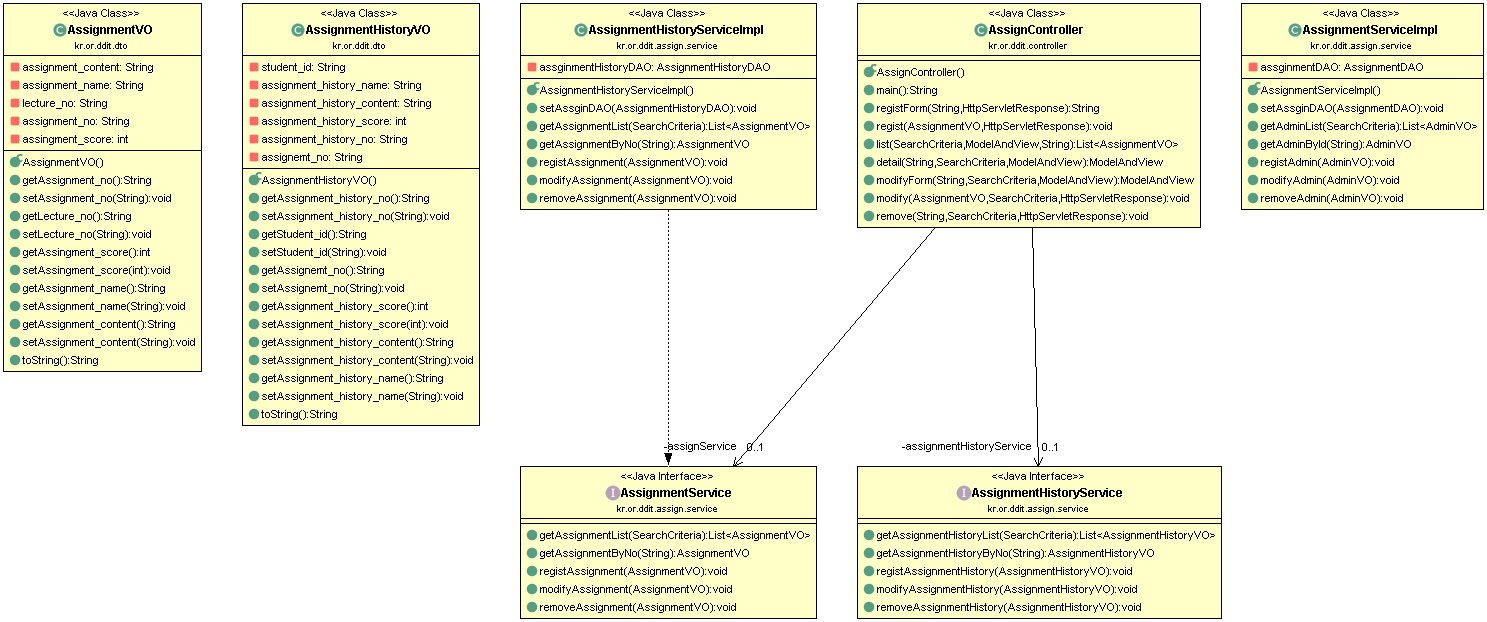 <<Java Class>>
AssignmentVO
kr.or.ddit.dto
assignment_content: String
assignment_name: String
lecture_no: String
assignment_no: String
assingment_score: int
AssignmentVO()
getAssignment_no():String
setAssignment_no(String):void
getLecture_no():String
setLecture_no(String):void
getAssingment_score():int
setAssingment_score(int):void
getAssignment_name():String
setAssignment_name(String):void
getAssignment_content():String
setAssignment_content(String):void
toString():String
<<Java Class>>
AssignmentHistoryVO
kr.or.ddit.dto
student_id: String
assignment_history_name: String
assignment_history_content: String
assignment_history_score: int
assignment_history_no: String
assignemt_no: String
AssignmentHistoryVO()
getAssignment_history_no():String
setAssignment_history_no(String):void
getStudent_id():String
setStudent_id(String):void
getAssignemt_no():String
setAssignemt_no(String):void
getAssignment_history_score():int
setAssignment_history_score(int):void
getAssignment_history_content():String
setAssignment_history_content(String):void
getAssignment_history_name():String
setAssignment_history_name(String):void
toString():String
<<Java Class>>
AssignmentHistoryServiceImpl
kr.or.ddit.assign.service
assginmentHistoryDAO: AssignmentHistoryDAO
AssignmentHistoryServiceImpl()
setAssginDAO(AssignmentHistoryDAO):void
getAssignmentList(SearchCriteria):List<AssignmentVO>
getAssignmentByNo(String):AssignmentVO
registAssignment(AssignmentVO):void
modifyAssignment(AssignmentVO):void
removeAssignment(AssignmentVO):void
<<Java Class>>
AssignController
kr.or.ddit.controller
AssignController()
main():String
registForm(String,HttpServletResponse):String
regist(AssignmentVO,HttpServletResponse):void
list(SearchCriteria,ModelAndView,String):List<AssignmentVO>
detail(String,SearchCriteria,ModelAndView):ModelAndView
modifyForm(String,SearchCriteria,ModelAndView):ModelAndView
modify(AssignmentVO,SearchCriteria,HttpServletResponse):void
remove(String,SearchCriteria,HttpServletResponse):void
<<Java Class>>
AssignmentServiceImpl
kr.or.ddit.assign.service
assginmentDAO: AssignmentDAO
AssignmentServiceImpl()
setAssginDAO(AssignmentDAO):void
getAdminList(SearchCriteria):List<AdminVO>
getAdminById(String):AdminVO
registAdmin(AdminVO):void
modifyAdmin(AdminVO):void
removeAdmin(AdminVO):void
-assignService 0..1
-assignmentHistoryService 0..1
<<Java Interface>>
AssignmentService
kr.or.ddit.assign.service
getAssignmentList(SearchCriteria):List<AssignmentVO>
getAssignmentByNo(String):AssignmentVO
registAssignment(AssignmentVO):void
modifyAssignment(AssignmentVO):void
removeAssignment(AssignmentVO):void
<<Java Interface>>
AssignmentHistoryService
kr.or.ddit.assign.service
getAssignmentHistoryList(SearchCriteria):List<AssignmentHistoryVO>
getAssignmentHistoryByNo(String):AssignmentHistoryVO
registAssignmentHistory(AssignmentHistoryVO):void
modifyAssignmentHistory(AssignmentHistoryVO):void
removeAssignmentHistory(AssignmentHistoryVO):void